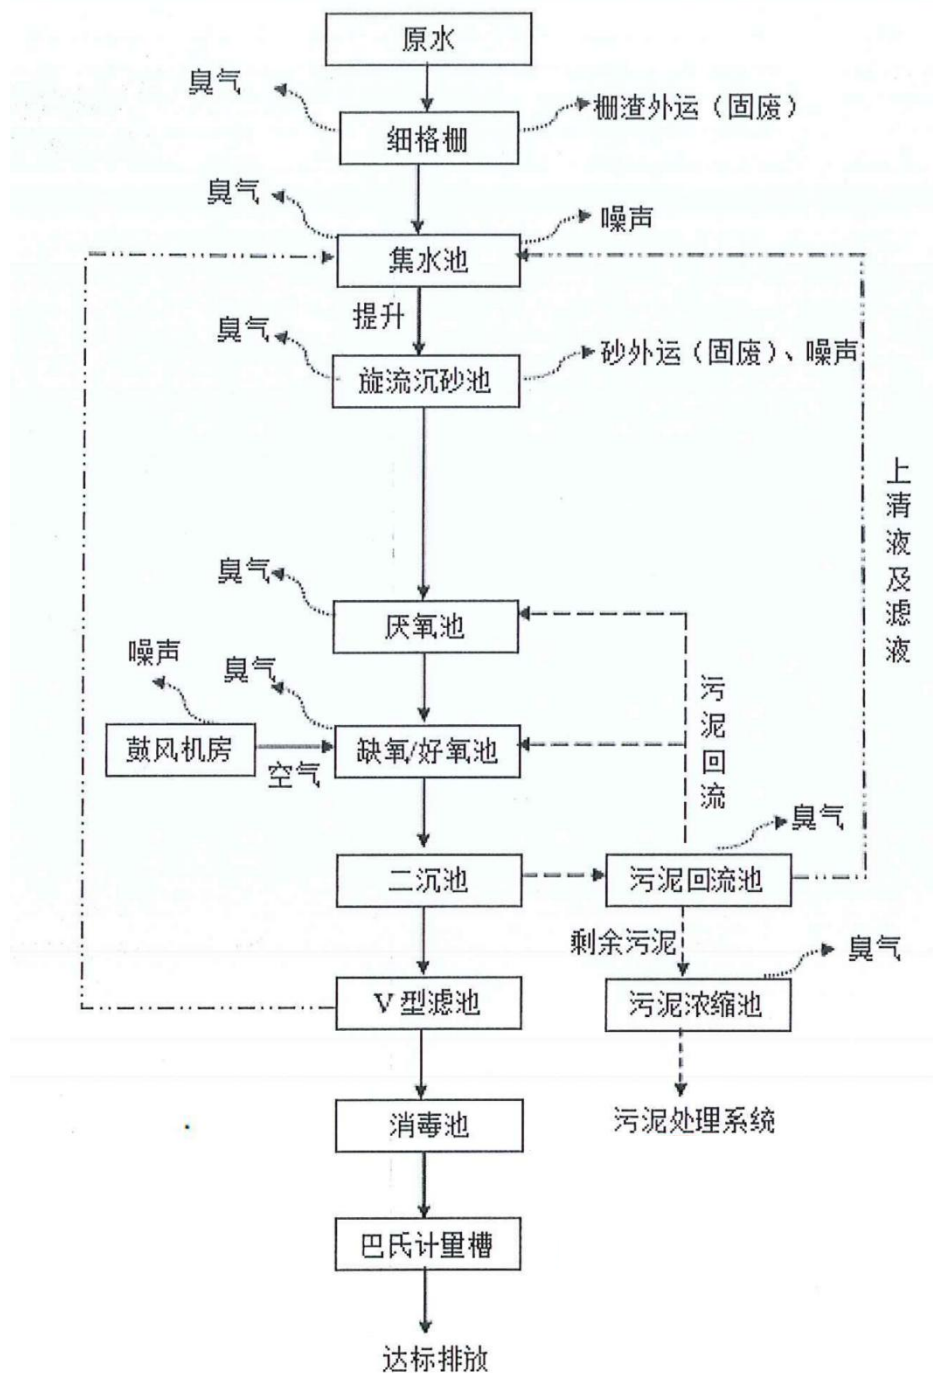 原水
臭气
栅渣外运（固废）
细格栅
臭气
噪声
集水池
提升
臭气
砂外运（固废）、噪声
旋流沉砂池
上清液及滤液
臭气
厌氧池
噪声
臭气
污泥回流
鼓风机房
空气
缺氧/好氧池
臭气
二沉池
污泥回流池
剩余污泥
臭气
V 型滤池
污泥浓缩池
消毒池
污泥处理系统
巴氏计量槽
达标排放